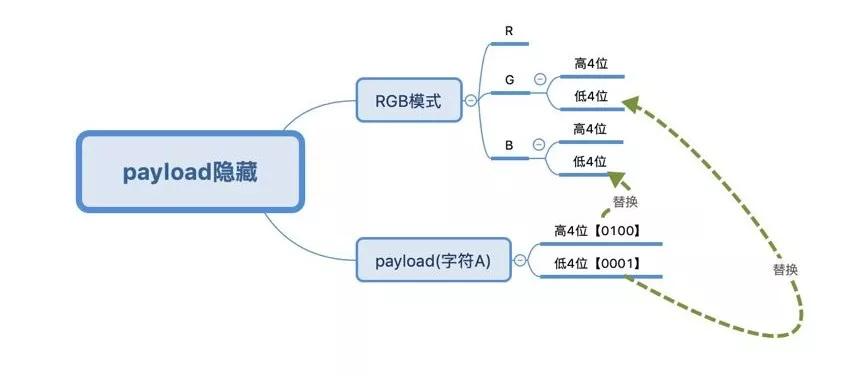 payload隐藏
RGB模式
R
G
高4位
低4位
B
高4位
低4位
payload(字符A)
高4位【0100】
低4位【0001】
替换
替换